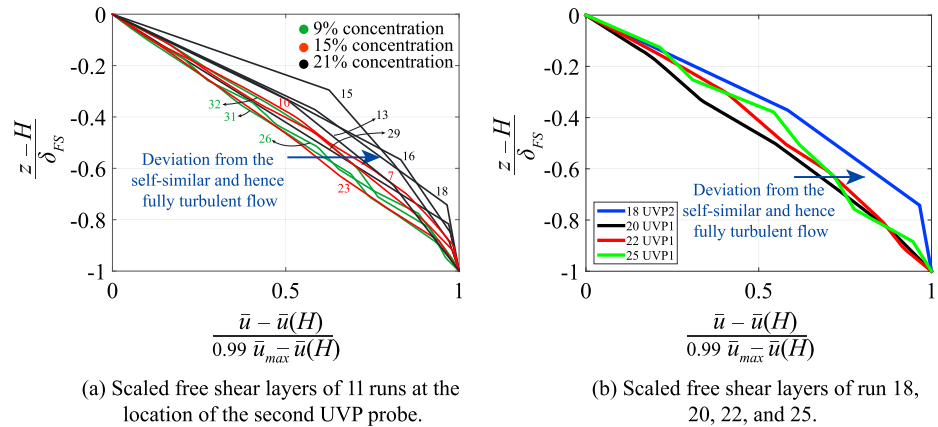 0
-0.2
-0.4
-0.6
-0.8
-1
z − H
δFS
9% concentration
15% concentration
21% concentration
15
10
32
31
13
29
26
16
7
23
18
Deviation from the
self-similar and hence
fully turbulent flow
0
0.5
1
ū − ū(H)
0.99 ūmax − ū(H)
(a) Scaled free shear layers of 11 runs at the
location of the second UVP probe.
0
-0.2
-0.4
-0.6
-0.8
-1
z − H
δFS
Deviation from the
self-similar and hence
fully turbulent flow
18 UVP2
20 UVP1
22 UVP1
25 UVP1
0
0.5
1
ū − ū(H)
0.99 ūmax − ū(H)
(b) Scaled free shear layers of run 18,
20, 22, and 25.